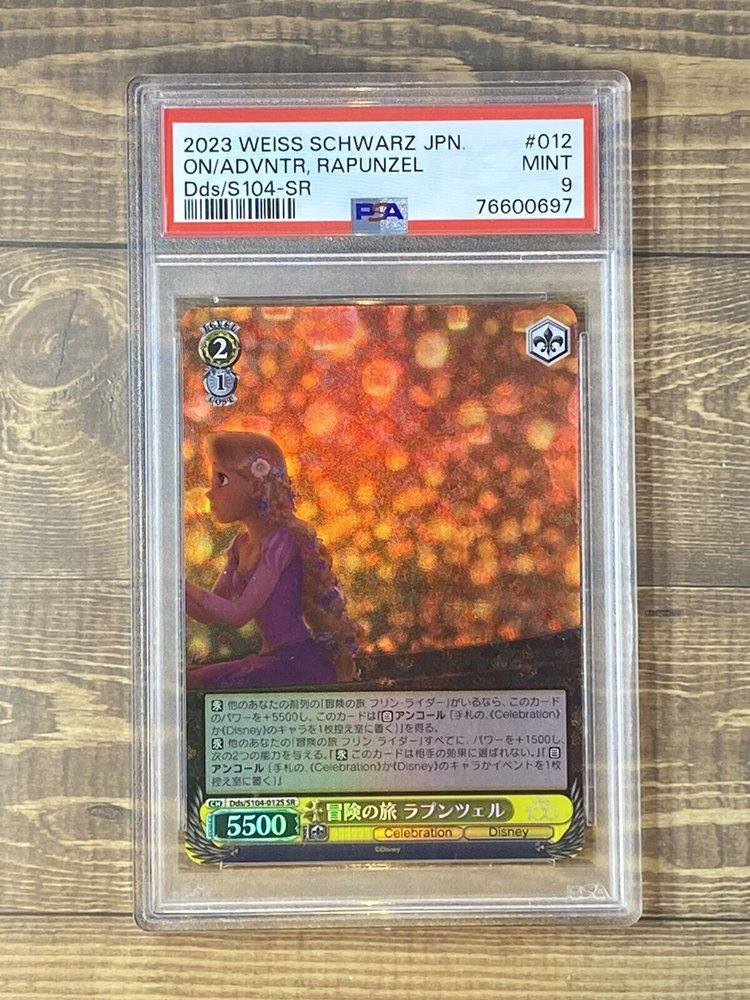 2023 WEISS SCHWARZ JPN. #012
ON/ADVNTR, RAPUNZEL MINT
Dds/S104-SR 9
PSA 76600697
LEVEL
2
1
COST
永 他のあなたの前列の「冒険の旅 フリン・ライダー」がいるなら、このカード
のパワーを+5500し、このカードは『自アンコール [手札の、《Celebration》
か《Disney》のキャラを1枚控え室に置く]』を得る。
永 他のあなたの「冒険の旅 フリン・ライダー」すべてに、パワーを+1500し、
次の2つの能力を与える。『永 このカードは相手の効果に選ばれない。』『自
アンコール [手札の、《Celebration》か《Disney》のキャラかイベントを1枚
控え室に置く]』
CH Dds/S104-012S SR
5500 冒険の旅 ラプンツェル
Celebration Disney
©Disney